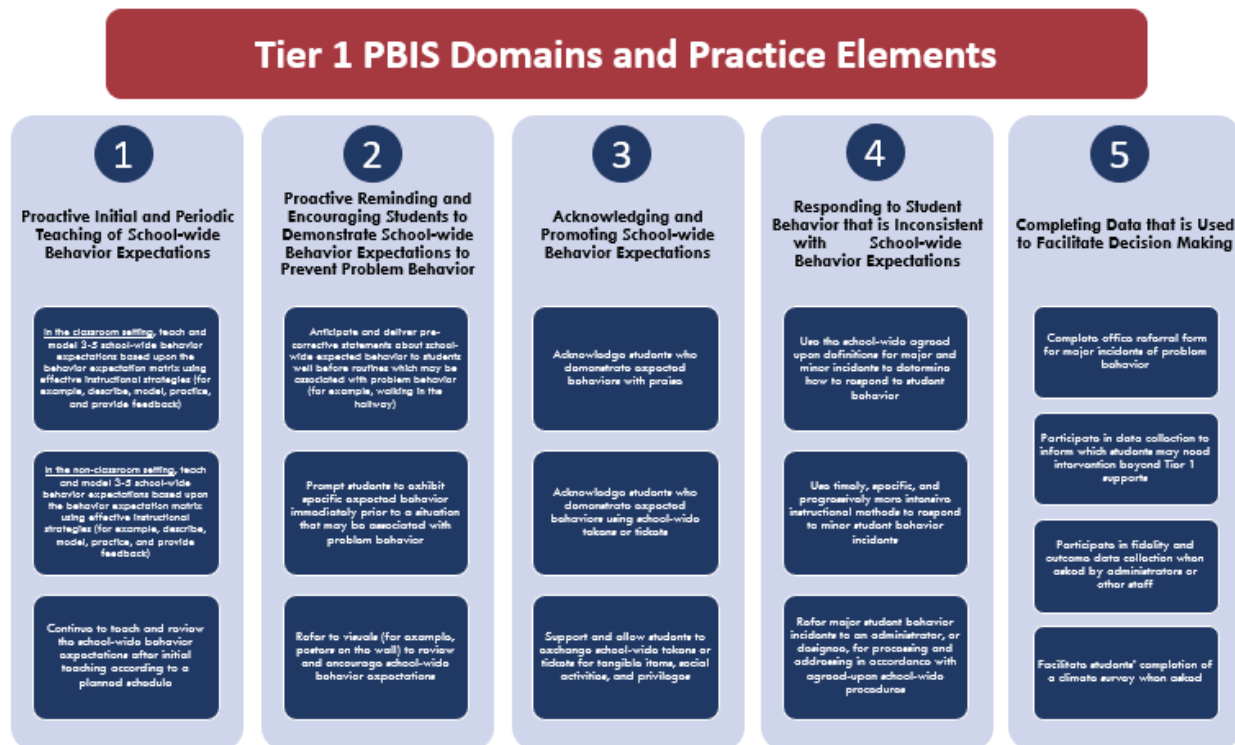 Tier 1 PBIS Domains and Practice Elements
1
Proactive Initial and Periodic
Teaching of School-wide
Behavior Expectations
In the classroom setting, teach and
model 3-5 school-wide behavior
expectations based upon the
behavior expectation matrix using
effective instructional strategies (for
example, describe, model, practice,
and provide feedback)
In the non-classroom setting, teach
and model 3-5 school-wide
behavior expectations based upon
the behavior expectation matrix
using effective instructional
strategies (for example, describe,
model, practice, and provide
feedback)
Continue to teach and review
the school-wide behavior
expectations after initial
teaching according to a
planned schedule
2
Proactive Reminding and
Encouraging Students to
Demonstrate School-wide
Behavior Expectations to
Prevent Problem Behavior
Anticipate and deliver pre-
corrective statements about school-
wide expected behavior to students
well before routines which may be
associated with problem behavior
(for example, walking in the
hallway)
Prompt students to exhibit
specific expected behavior
immediately prior to a situation
that may be associated with
problem behavior
Refer to visuals (for example,
posters on the wall) to review
and encourage school-wide
behavior expectations
3
Acknowledging and
Promoting School-wide
Behavior Expectations
Acknowledge students who
demonstrate expected
behaviors with praise
Acknowledge students who
demonstrate expected
behaviors using school-wide
tokens or tickets
Support and allow students to
exchange school-wide tokens or
tickets for tangible items, social
activities, and privileges
4
Responding to Student
Behavior that is Inconsistent
with School-wide
Behavior Expectations
Use the school-wide agreed
upon definitions for major and
minor incidents to determine
how to respond to student
behavior
Use timely, specific, and
progressively more intensive
instructional methods to respond
to minor student behavior
incidents
Refer major student behavior
incidents to an administrator, or
designee, for processing and
addressing in accordance with
agreed-upon school-wide
procedures
5
Completing Data that is Used
to Facilitate Decision Making
Complete office referral form
for major incidents of problem
behavior
Participate in data collection to
inform which students may need
intervention beyond Tier 1
supports
Participate in fidelity and
outcome data collection when
asked by administrators or
other staff
Facilitate students' completion of
a climate survey when asked